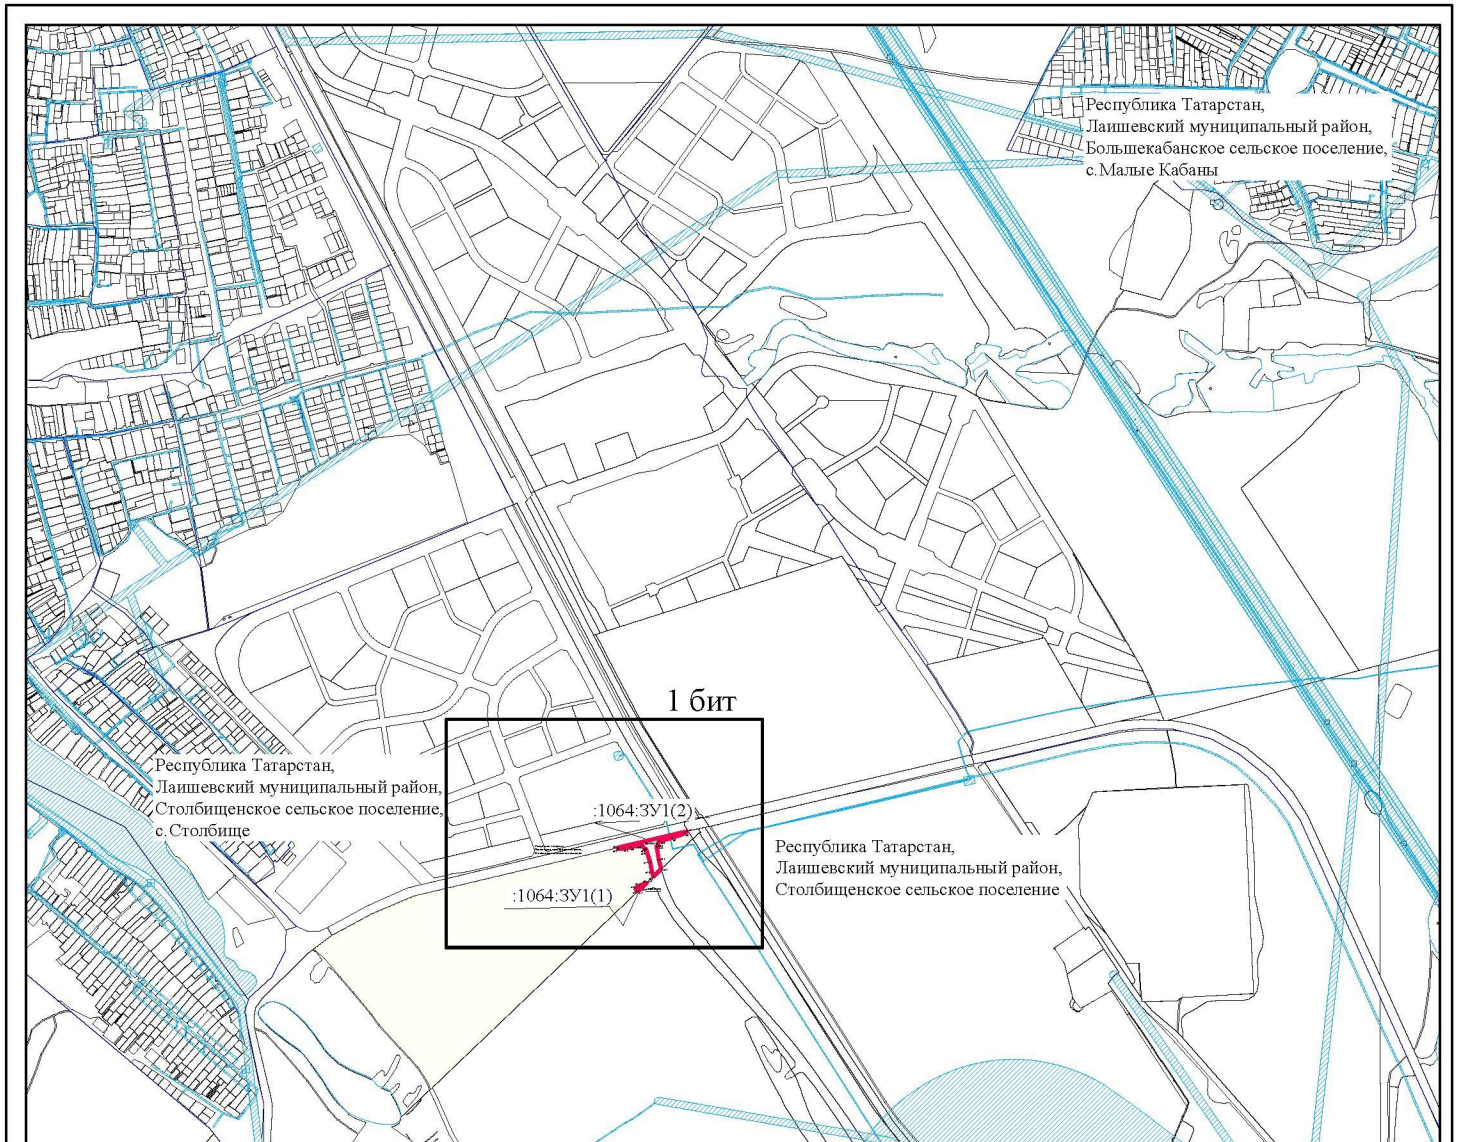 Республика Татарстан,
Лаишевский муниципальный район,
Большекабанское сельское поселение,
с.Малые Кабаны
1 бит
Республика Татарстан,
Лаишевский муниципальный район,
Столбищенское сельское поселение,
с.Столбище
:1064:ЗУ1(2)
Республика Татарстан,
Лаишевский муниципальный район,
Столбищенское сельское поселение
:1064:ЗУ1(1)